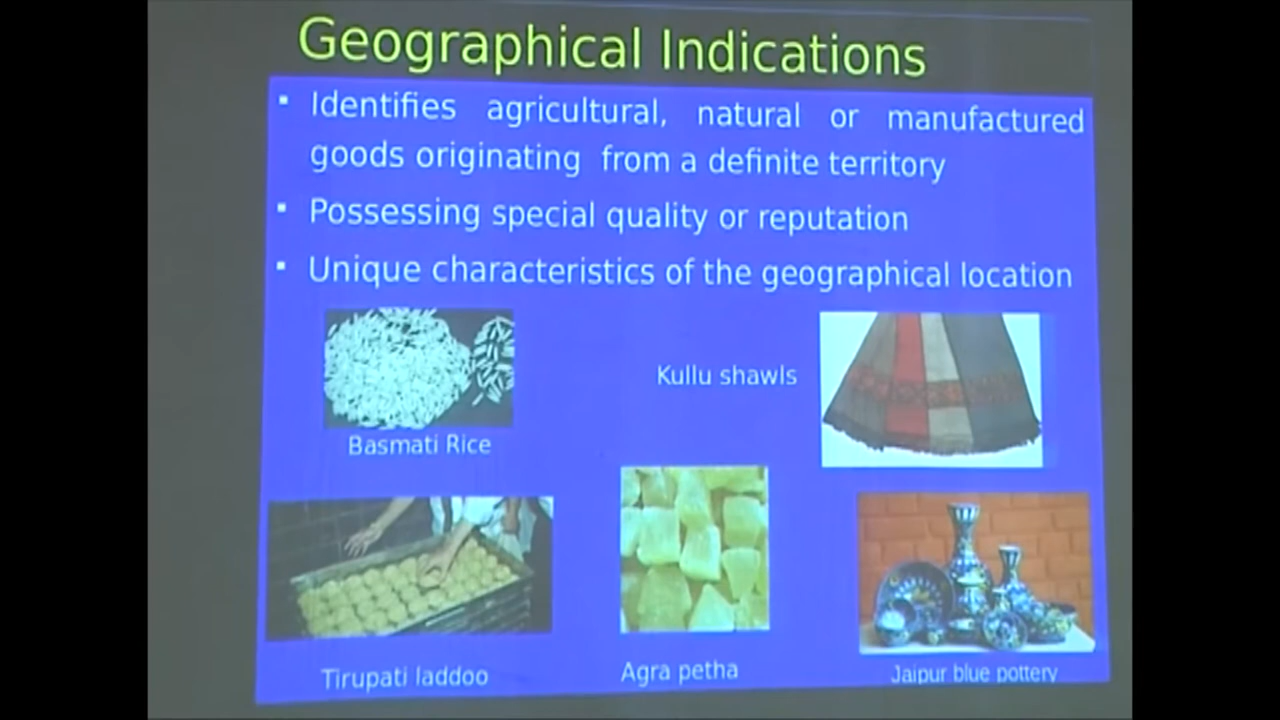 Geographical Indications
▪ Identifies agricultural, natural or manufactured
goods originating from a definite territory
▪ Possessing special quality or reputation
▪ Unique characteristics of the geographical location
Kullu shawls
Basmati Rice
Tirupati laddoo
Agra petha
Jaipur blue pottery